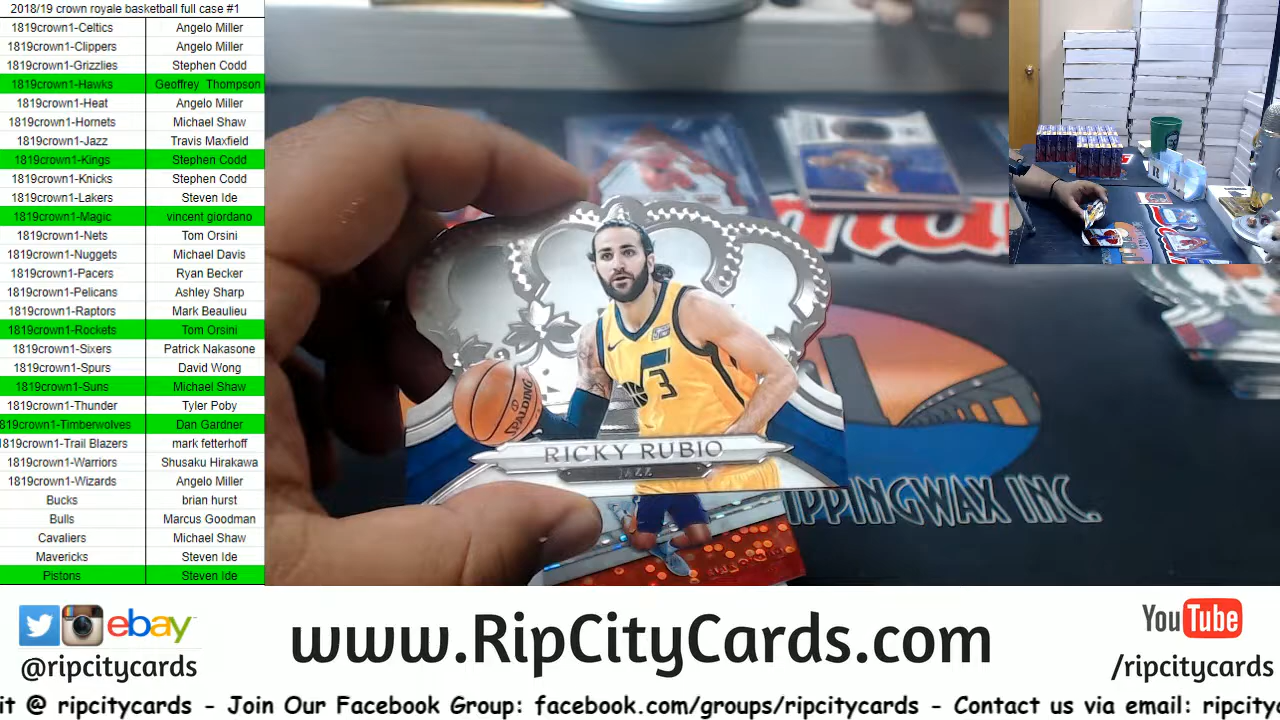 2018/19 crown royale basketball full case #1
1819crown1-Celtics Angelo Miller
1819crown1-Clippers Angelo Miller
1819crown1-Grizzlies Stephen Codd
1819crown1-Hawks Geoffrey Thompson
1819crown1-Heat Angelo Miller
1819crown1-Hornets Michael Shaw
1819crown1-Jazz Travis Maxfield
1819crown1-Kings Stephen Codd
1819crown1-Knicks Stephen Codd
1819crown1-Lakers Steven Ide
1819crown1-Magic vincent giordano
1819crown1-Nets Tom Orsini
1819crown1-Nuggets Michael Davis
1819crown1-Pacers Ryan Becker
1819crown1-Pelicans Ashley Sharp
1819crown1-Raptors Mark Beaulieu
1819crown1-Rockets Tom Orsini
1819crown1-Sixers Patrick Nakasone
1819crown1-Spurs David Wong
1819crown1-Suns Michael Shaw
1819crown1-Thunder Tyler Poby
1819crown1-Timberwolves Dan Gardner
1819crown1-Trail Blazers mark fetterhoff
1819crown1-Warriors Shusaku Hirakawa
1819crown1-Wizards Angelo Miller
Bucks brian hurst
Bulls Marcus Goodman
Cavaliers Michael Shaw
Mavericks Steven Ide
Pistons Steven Ide
SPALDING
3
RICKY RUBIO
JAZZ
IPPINGWAX INC.
ebay
@ripcitycards
www.RipCityCards.com
YouTube
/ripcitycards
it @ ripcitycards - Join Our Facebook Group: facebook.com/groups/ripcitycards - Contact us via email: ripcity